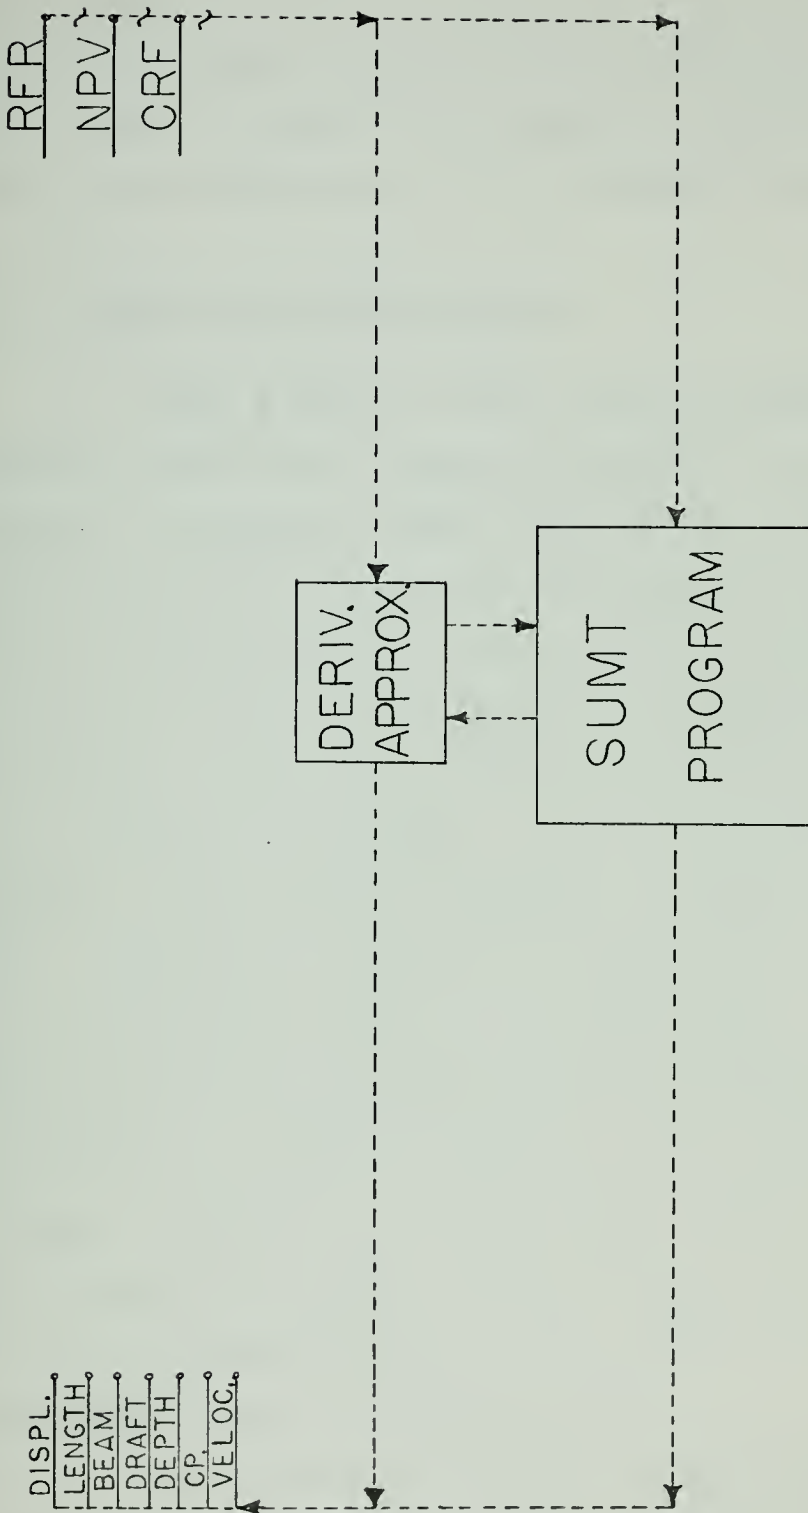 RFR
NPV
CRF
DERIV.
APPROX.
SUMT
PROGRAM
DISPL.
LENGTH
BEAM
DRAFT
DEPTH
CP.
VELOC.